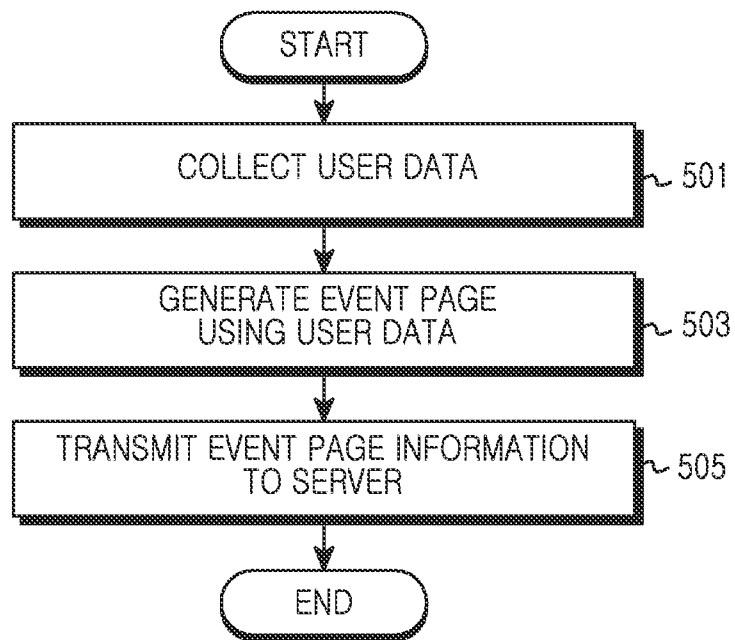 START
COLLECT USER DATA
501
GENERATE EVENT PAGE
USING USER DATA
503
TRANSMIT EVENT PAGE INFORMATION
TO SERVER
505
END